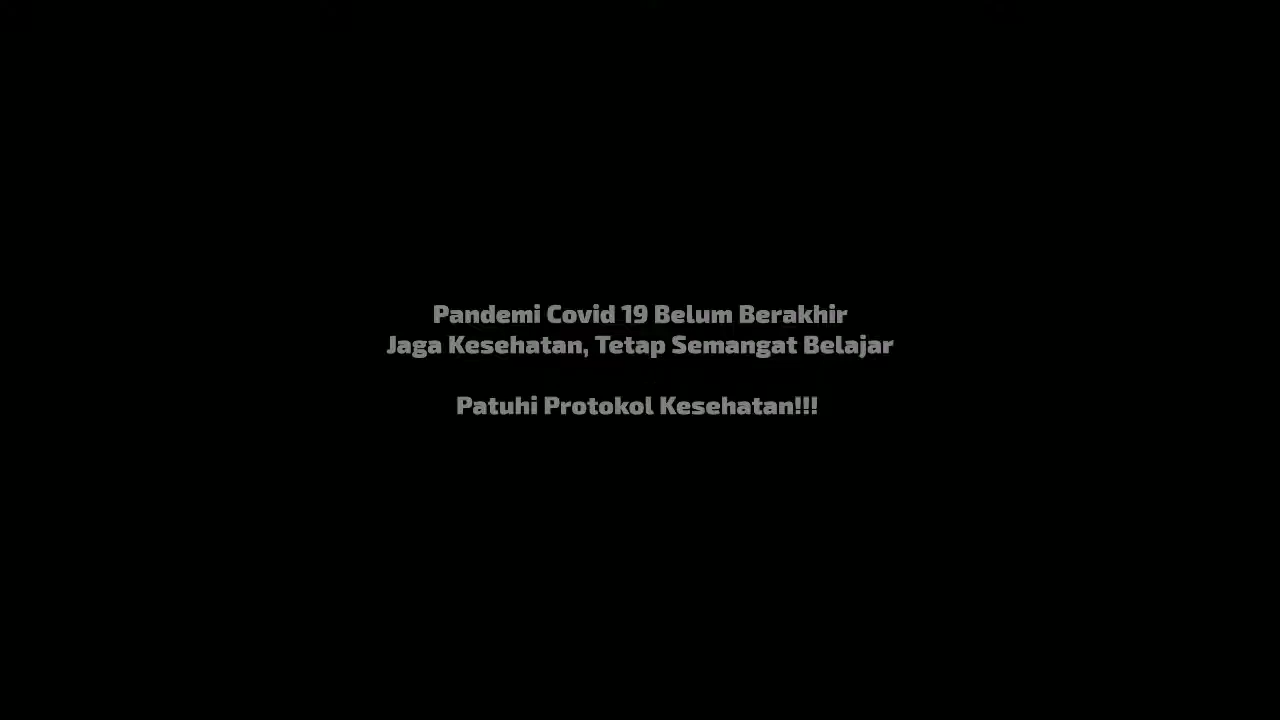 Pandemi Covid 19 Belum Berakhir
Jaga Kesehatan, Tetap Semangat Belajar
Patuhi Protokol Kesehatan!!!